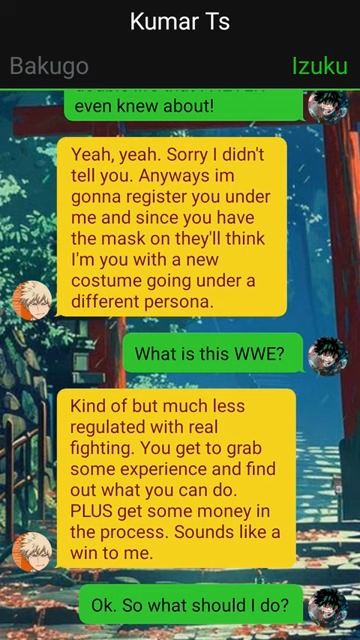 Kumar Ts
Bakugo
Izuku
even knew about!
Yeah, yeah. Sorry I didn't
tell you. Anyways im
gonna register you under
me and since you have
the mask on they'll think
I'm you with a new
costume going under a
different persona.
What is this WWE?
Kind of but much less
regulated with real
fighting. You get to grab
some experience and find
out what you can do.
PLUS get some money in
the process. Sounds like a
win to me.
Ok. So what should I do?